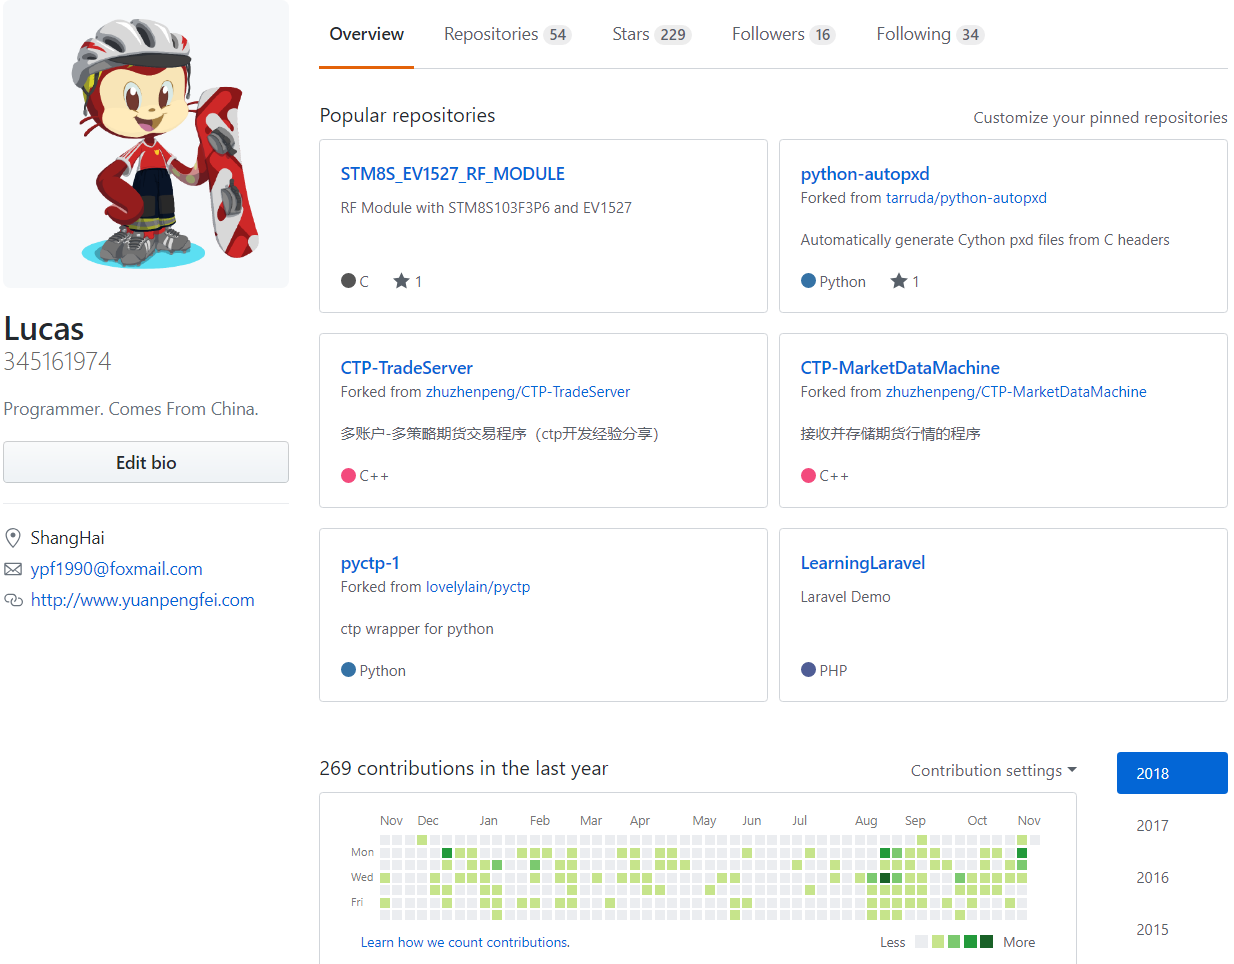 Overview Repositories 54 Stars 229 Followers 16 Following 34
Popular repositories
Customize your pinned repositories
STM8S_EV1527_RF_MODULE
RF Module with STM8S103F3P6 and EV1527
C 1
python-autopxd
Forked from tarruda/python-autopxd
Automatically generate Cython pxd files from C headers
Python 1
Lucas
345161974
Programmer. Comes From China.
Edit bio
ShangHai
ypf1990@foxmail.com
http://www.yuanpengfei.com
CTP-TradeServer
Forked from zhuzhenpeng/CTP-TradeServer
多账户-多策略期货交易程序（ctp开发经验分享）
C++
CTP-MarketDataMachine
Forked from zhuzhenpeng/CTP-MarketDataMachine
接收并存储期货行情的程序
C++
pyctp-1
Forked from lovelylain/pyctp
ctp wrapper for python
Python
LearningLaravel
Laravel Demo
PHP
269 contributions in the last year
Contribution settings
2018
2017
2016
2015
Nov Dec Jan Feb Mar Apr May Jun Jul Aug Sep Oct Nov
Mon
Wed
Fri
Learn how we count contributions.
Less More